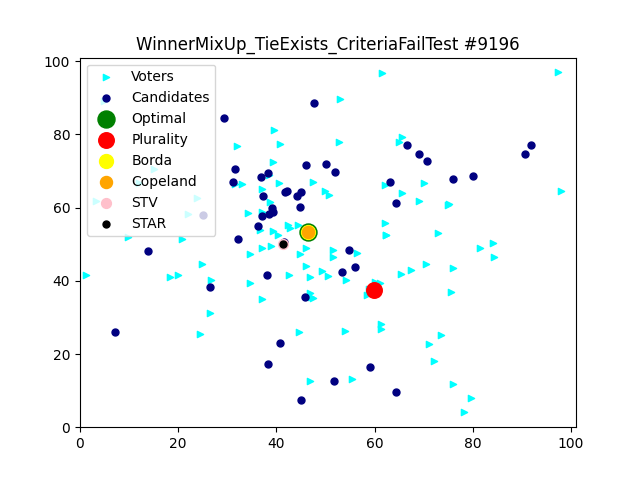 WinnerMixUp_TieExists_CriteriaFailTest #9196
100
80
60
40
20
0
Voters
Candidates
Optimal
Plurality
Borda
Copeland
STV
STAR
0 20 40 60 80 100